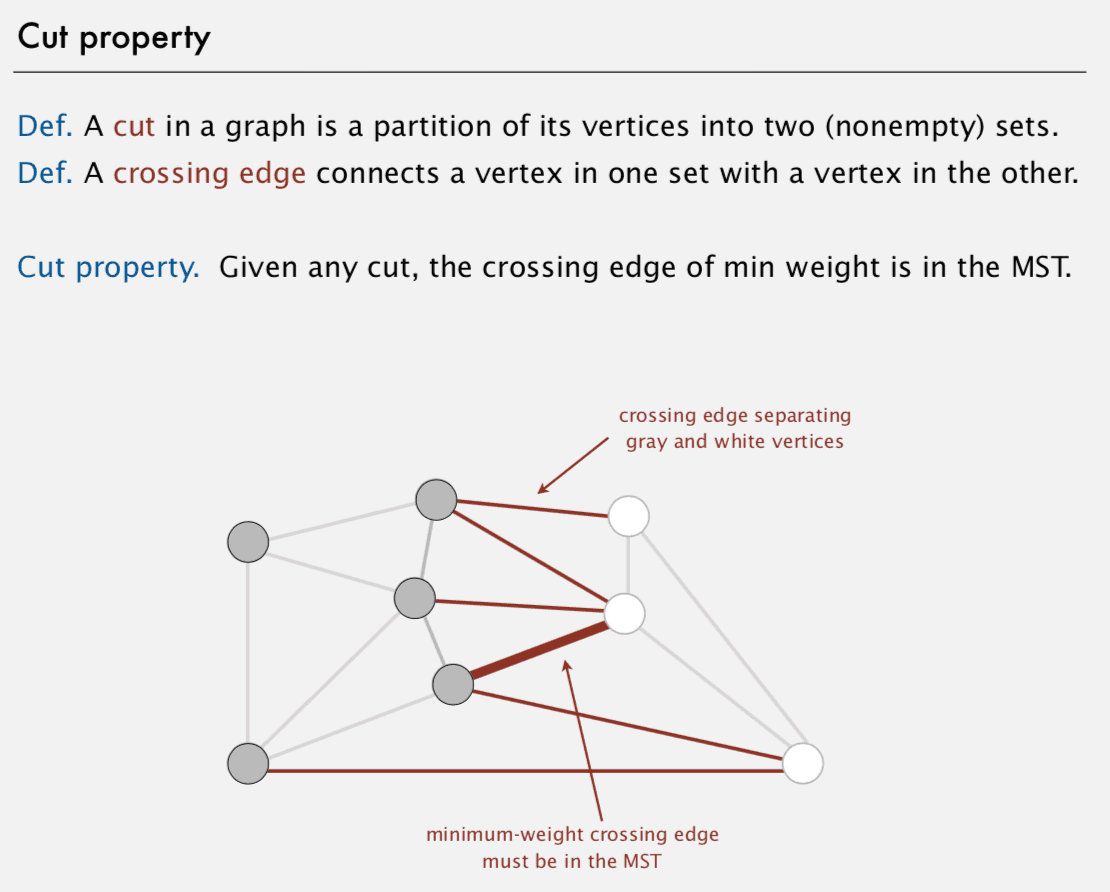 Cut property
Def. A cut in a graph is a partition of its vertices into two (nonempty) sets.
Def. A crossing edge connects a vertex in one set with a vertex in the other.
Cut property. Given any cut, the crossing edge of min weight is in the MST.
crossing edge separating
gray and white vertices
minimum-weight crossing edge
must be in the MST